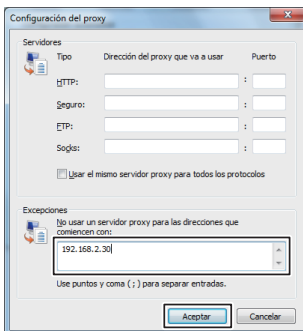 Configuración del proxy
Servidores
Tipo Dirección del proxy que va a usar Puerto
HTTP: :
Seguro: :
FTP: :
Socks: :
Usar el mismo servidor proxy para todos los protocolos
Excepciones
No usar un servidor proxy para las direcciones que
comiencen con:
192.168.2.30
Use puntos y coma ( ; ) para separar entradas.
Aceptar Cancelar